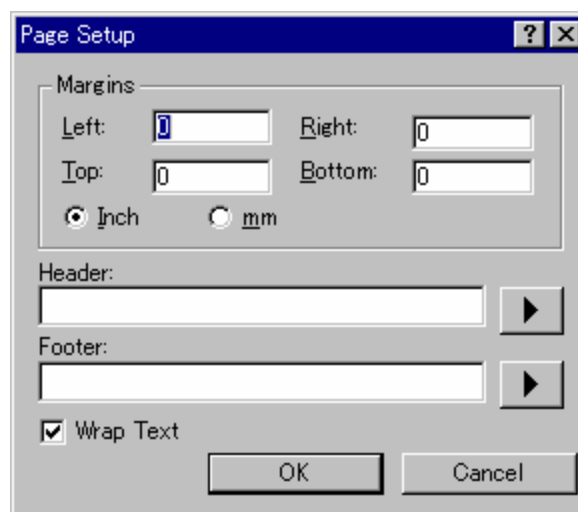 Page Setup
Margins
Left: 0 Right: 0
Top: 0 Bottom: 0
Inch mm
Header:
Footer:
Wrap Text
OK Cancel